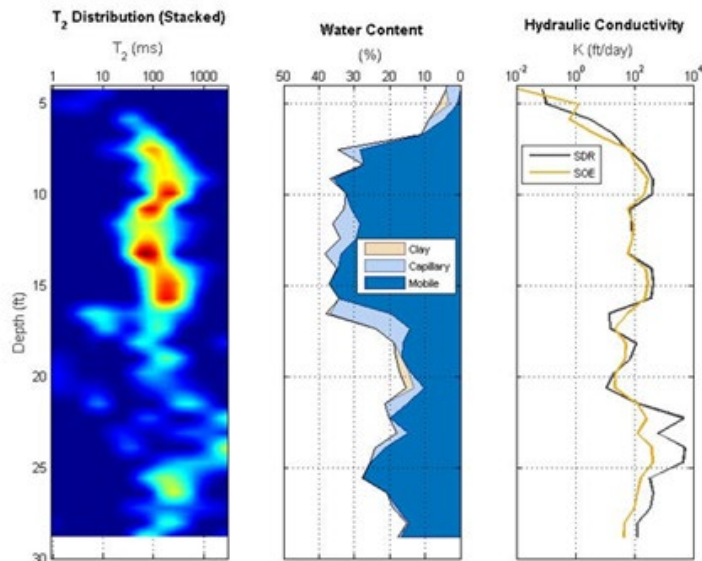 T2 Distribution (Stacked)
T2 (ms)
1 10 100 1000
5
10
15
20
25
30
Depth (ft)
Water Content
(%)
50 40 30 20 10 0
Clay
Capillary
Mobile
Hydraulic Conductivity
K (ft/day)
10-2 100 102 104
SDR
SOE